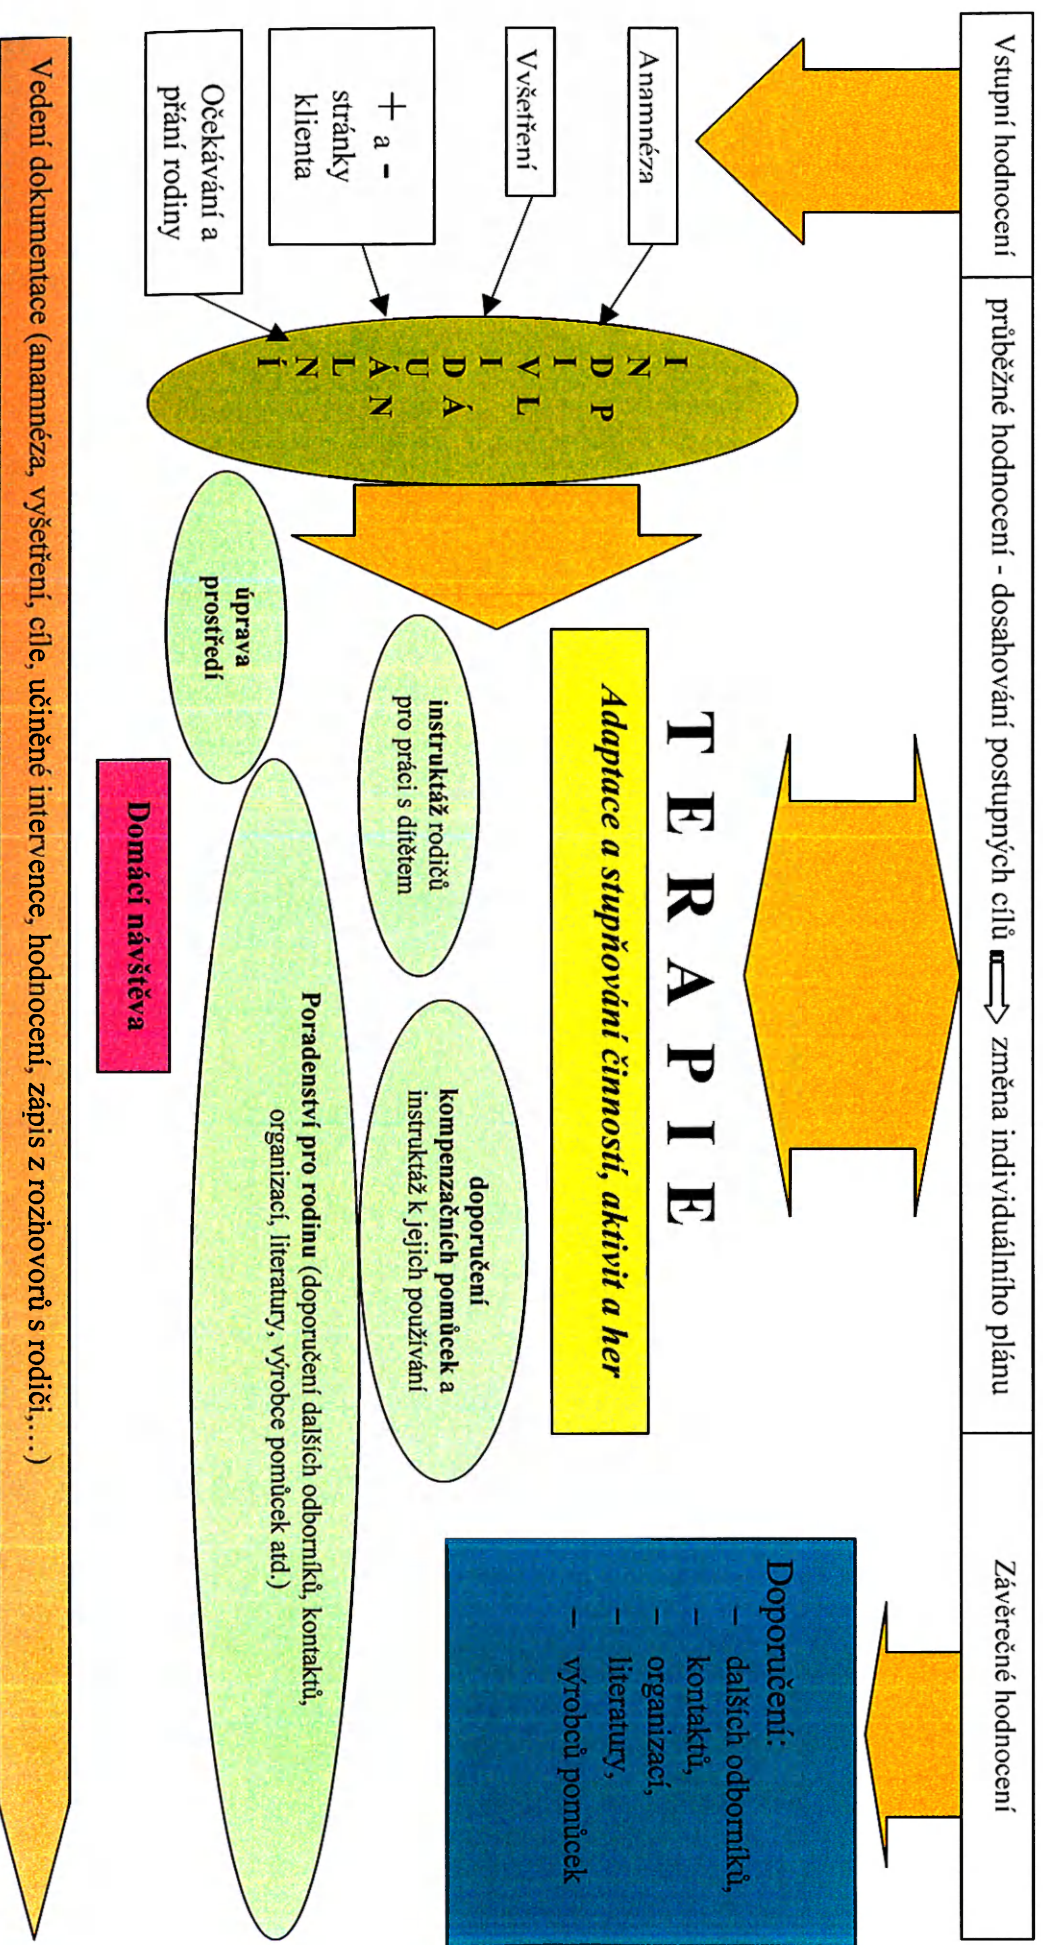 Vstupní hodnocení
průběžné hodnocení - dosahování postupných cílů ⇨ změna individuálního plánu
Závěrečné hodnocení
Anamnéza
Vyšetření
+ a -
stránky
klienta
Očekávání a
přání rodiny
INDIVIDUÁLNÍ
PLÁN
TERAPIE
Adaptace a stupňování činností, aktivit a her
instruktáž rodičů
pro práci s dítětem
doporučení
kompenzačních pomůcek a
instruktáž k jejich používání
úprava
prostředí
Poradenství pro rodinu (doporučení dalších odborníků, kontaktů,
organizací, literatury, výrobce pomůcek atd.)
Domácí návštěva
Doporučení:
– dalších odborníků,
– kontaktů,
– organizací,
– literatury,
– výrobců pomůcek
Vedení dokumentace (anamnéza, vyšetření, cíle, učiněné intervence, hodnocení, zápis z rozhovorů s rodiči,…)